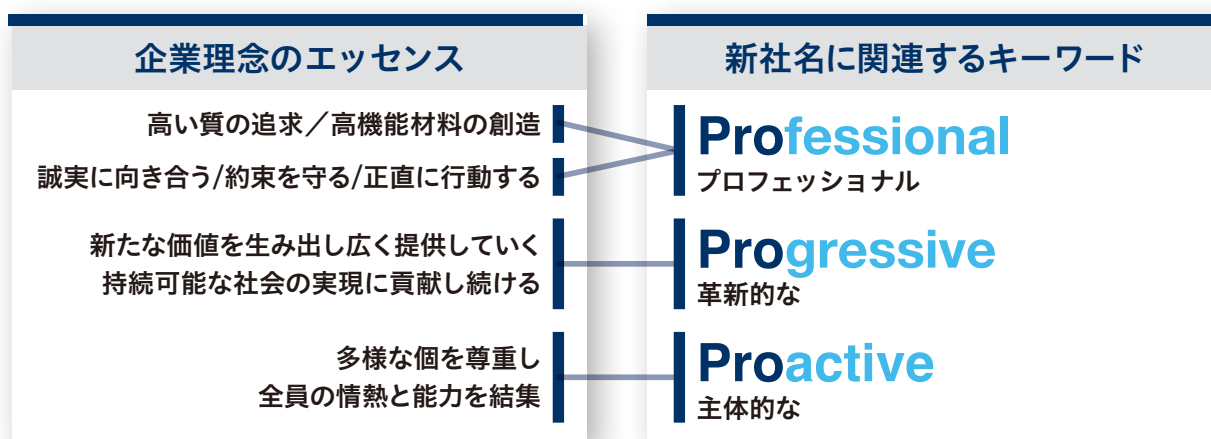 企業理念のエッセンス
高い質の追求／高機能材料の創造
誠実に向き合う/約束を守る/正直に行動する
新たな価値を生み出し広く提供していく
持続可能な社会の実現に貢献し続ける
多様な個を尊重し
全員の情熱と能力を結集
新社名に関連するキーワード
Professional
プロフェッショナル
Progressive
革新的な
Proactive
主体的な